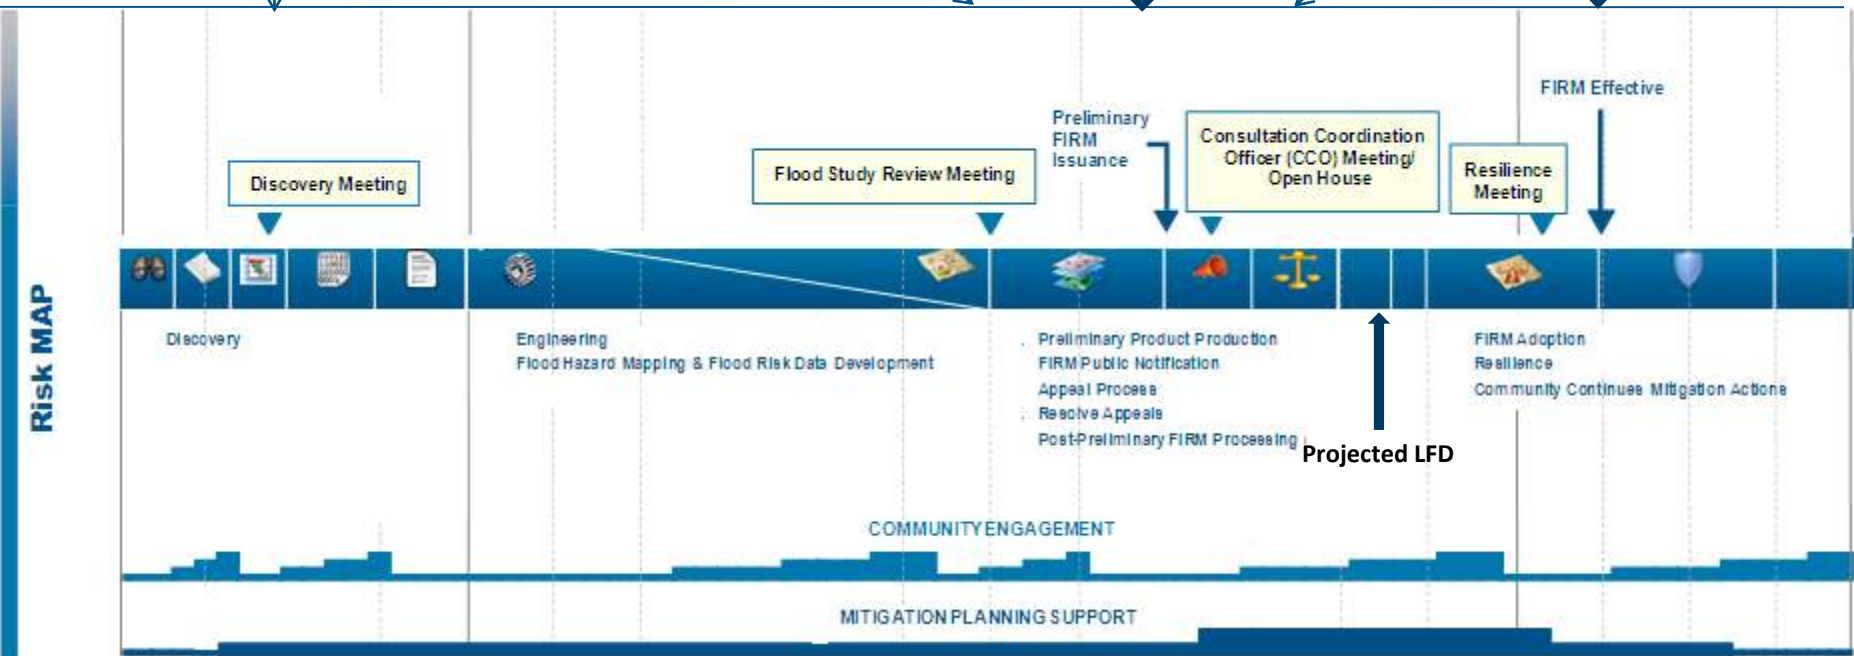 Risk MAP
FIRM Effective
Preliminary
FIRM
Issuance
Consultation Coordination
Officer (CCO) Meeting/
Open House
Discovery Meeting
Flood Study Review Meeting
Resilience
Meeting
Discovery
Engineering
Flood Hazard Mapping & Flood Risk Data Development
Preliminary Product Production
FIRM Public Notification
Appeal Process
Resolve Appeals
Post-Preliminary FIRM Processing
Projected LFD
FIRM Adoption
Resilience
Community Continues Mitigation Actions
COMMUNITY ENGAGEMENT
MITIGATION PLANNING SUPPORT